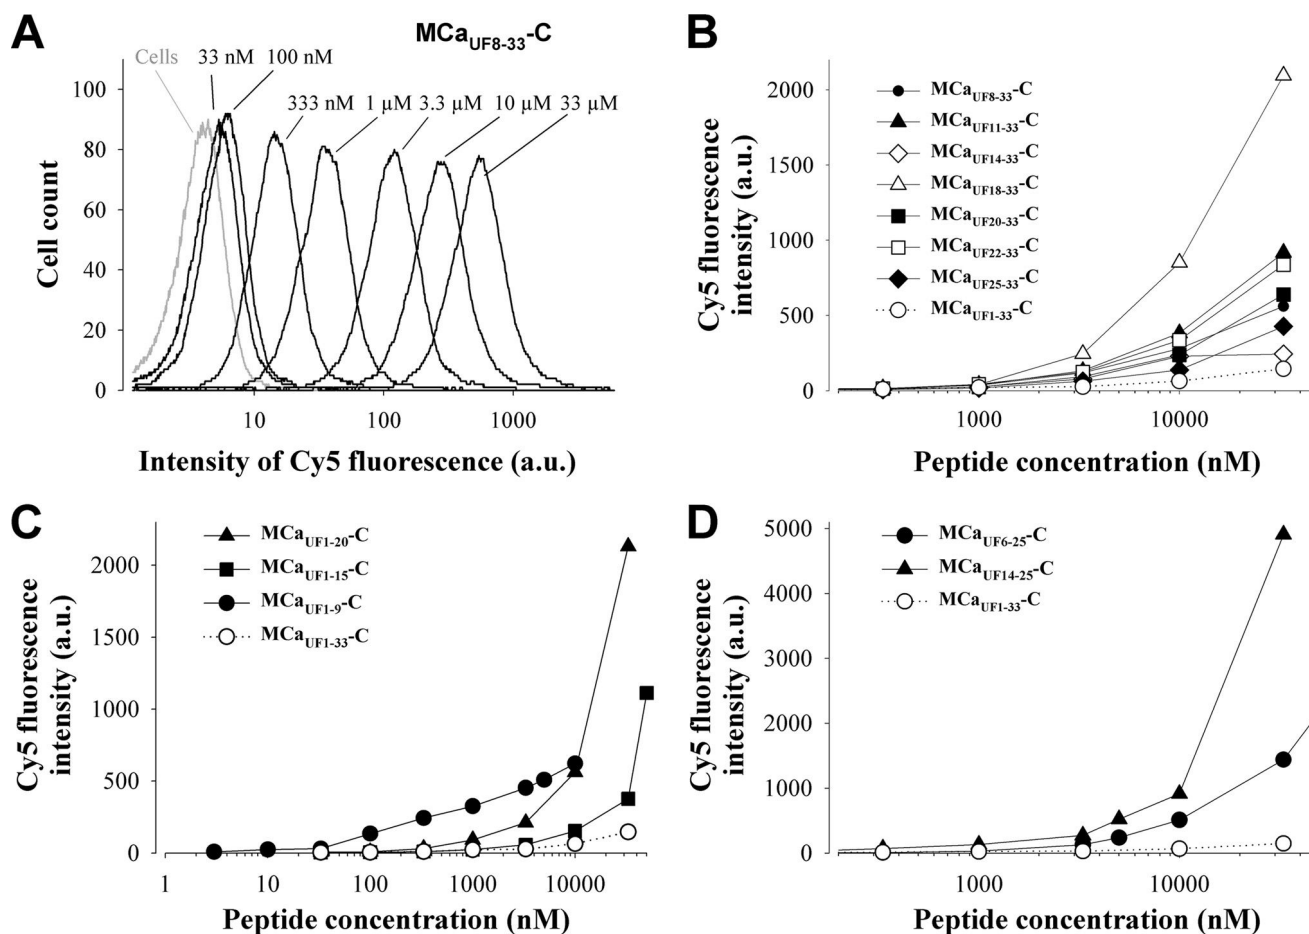 A
MCaUF8-33-C
Cells
33 nM
100 nM
333 nM
1 µM
3.3 µM
10 µM
33 µM
100
80
60
40
20
0
Cell count
10
100
1000
Intensity of Cy5 fluorescence (a.u.)
B
MCaUF8-33-C
MCaUF11-33-C
MCaUF14-33-C
MCaUF18-33-C
MCaUF20-33-C
MCaUF22-33-C
MCaUF25-33-C
MCaUF1-33-C
2000
1500
1000
500
0
Cy5 fluorescence
intensity (a.u.)
1000
10000
Peptide concentration (nM)
C
MCaUF1-20-C
MCaUF1-15-C
MCaUF1-9-C
MCaUF1-33-C
2000
1500
1000
500
0
Cy5 fluorescence
intensity (a.u.)
1
10
100
1000
10000
Peptide concentration (nM)
D
MCaUF6-25-C
MCaUF14-25-C
MCaUF1-33-C
5000
4000
3000
2000
1000
0
Cy5 fluorescence
intensity (a.u.)
1000
10000
Peptide concentration (nM)